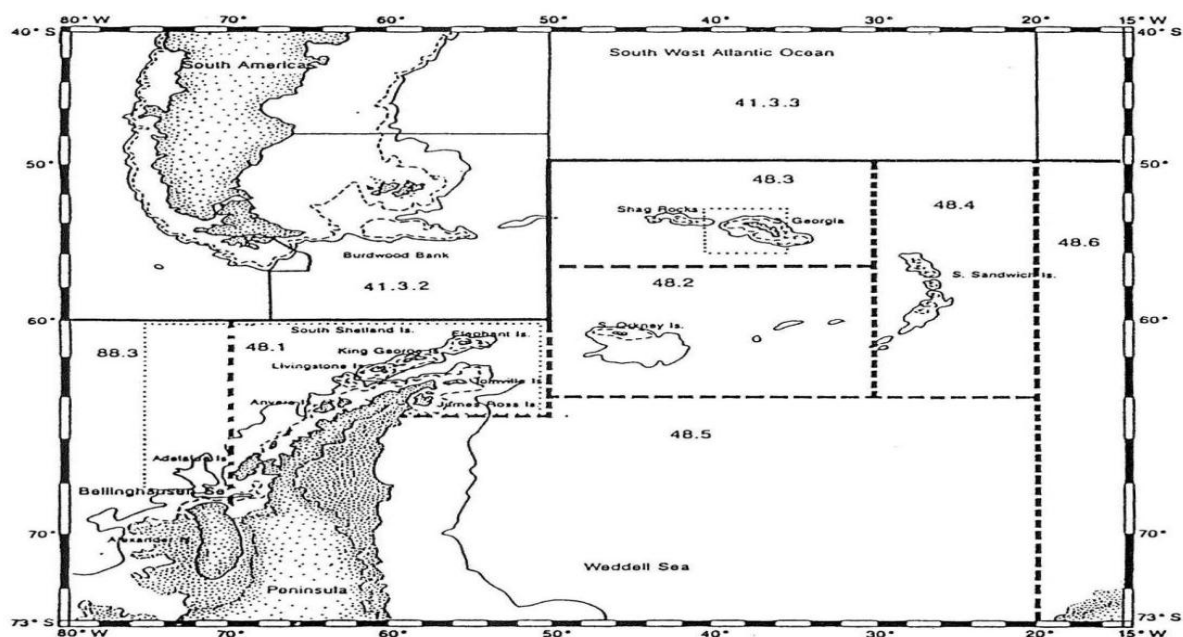 80° W 70° 60° 50° 40° 30° 20° 15° W
40° S 40° S
South America
South West Atlantic Ocean
41.3.3
50° 50°
48.3
Shag Rocks
Georgia
48.4
48.6
Burdwood Bank
S. Sandwich Is.
41.3.2
48.2
60° 60°
S. Orkney Is.
88.3
48.1
South Shetland Is.
Elephant Is.
King George Is.
Livingstone Is.
Joinville Is.
Anvers Is.
James Ross Is.
48.5
Adelaide Is.
Bellinghausen Se
70° 70°
Alexander
Weddell Sea
Peninsula
73° S 73° S
80° W 70° 60° 50° 40° 30° 20° 15° W